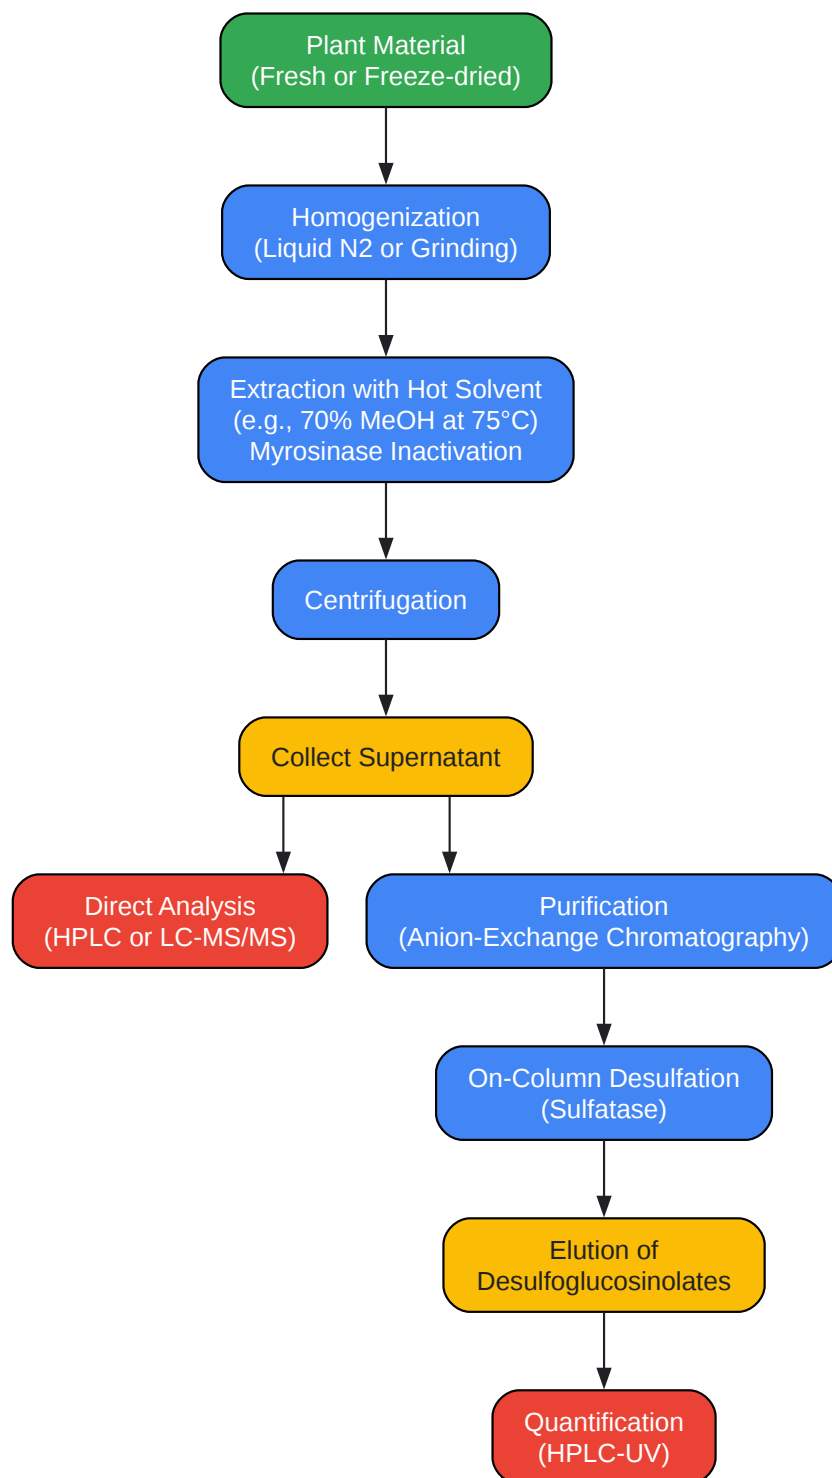 Plant Material
(Fresh or Freeze-dried)
Homogenization
(Liquid N2 or Grinding)
Extraction with Hot Solvent
(e.g., 70% MeOH at 75°C)
Myrosinase Inactivation
Centrifugation
Collect Supernatant
Direct Analysis
(HPLC or LC-MS/MS)
Purification
(Anion-Exchange Chromatography)
On-Column Desulfation
(Sulfatase)
Elution of
Desulfoglucosinolates
Quantification
(HPLC-UV)